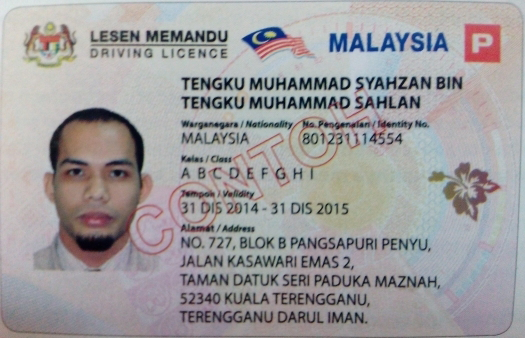 LESEN MEMANDU
DRIVING LICENCE
MALAYSIA
P
TENGKU MUHAMMAD SYAHZAN BIN
TENGKU MUHAMMAD SAHLAN
Warganegara / Nationality No. Pengenalan / Identity No.
MALAYSIA 801231114554
Kelas / Class
A B C D E F G H I
Tempoh / Validity
31 DIS 2014 - 31 DIS 2015
Alamat / Address
NO. 727, BLOK B PANGSAPURI PENYU,
JALAN KASAWARI EMAS 2,
TAMAN DATUK SERI PADUKA MAZNAH,
52340 KUALA TERENGGANU,
TERENGGANU DARUL IMAN.
CONTOH